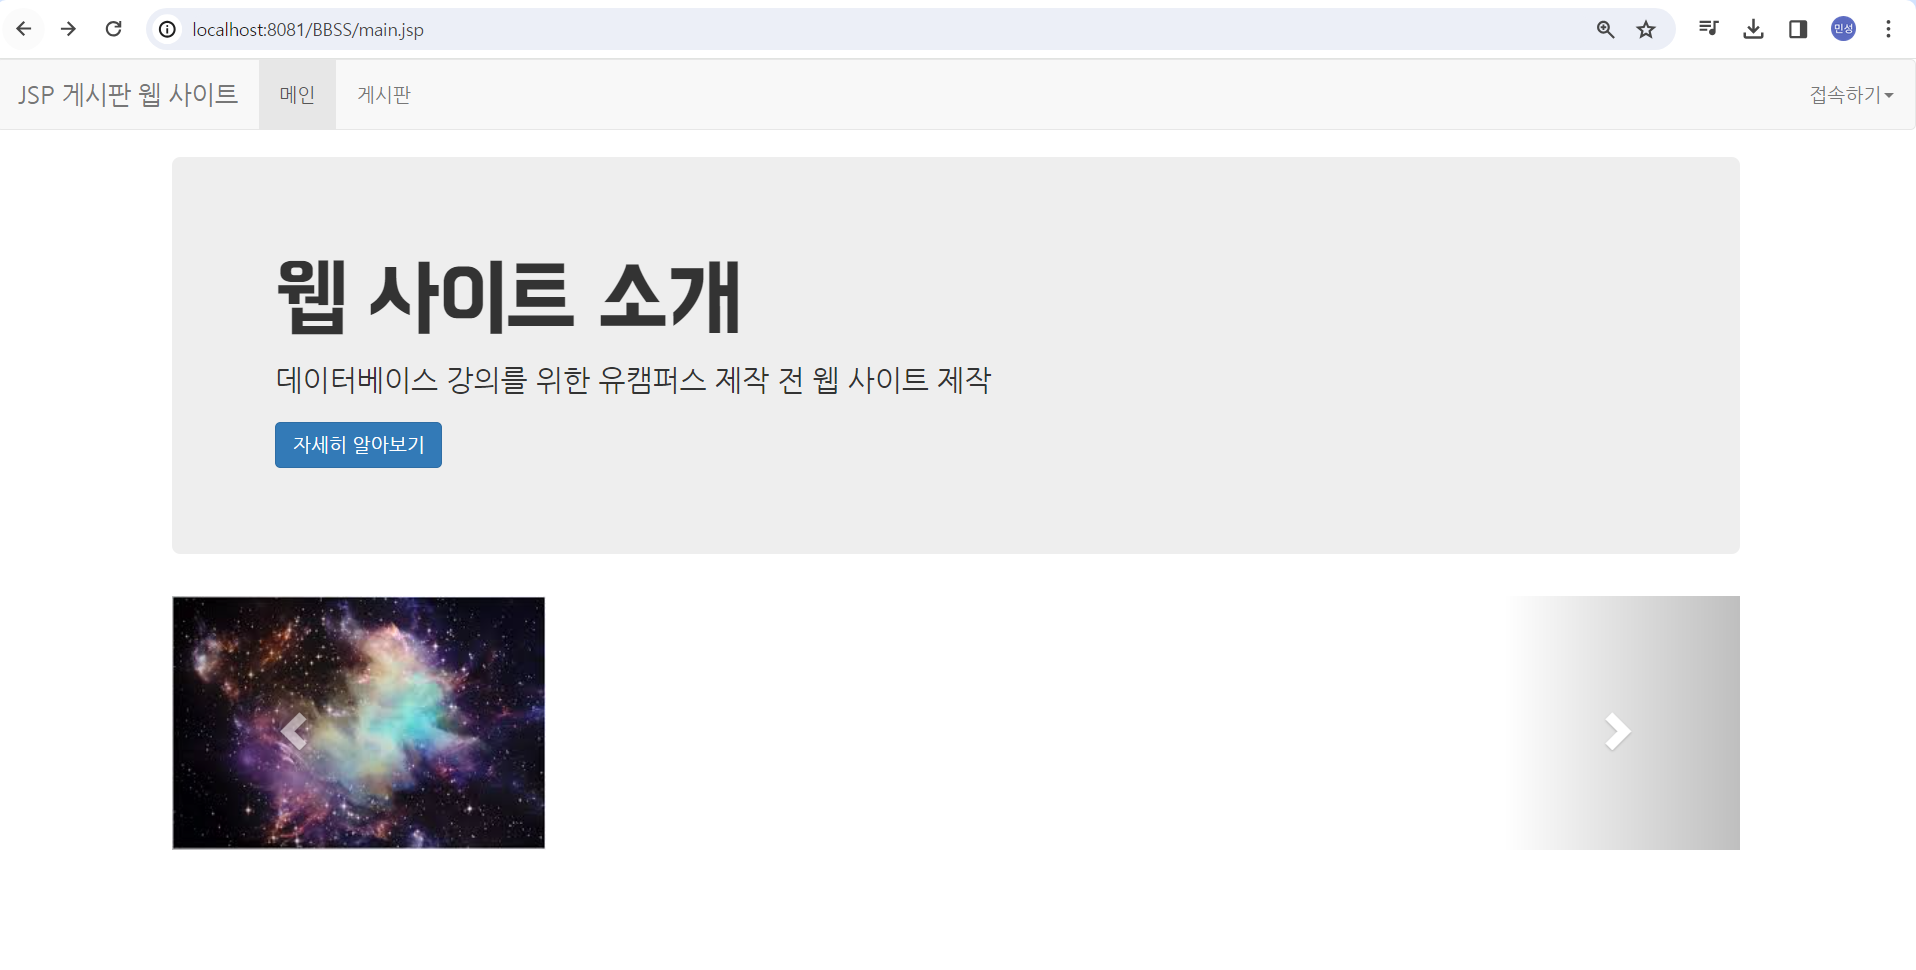 localhost:8081/BBSS/main.jsp
민성
JSP 게시판 웹 사이트 메인 게시판 접속하기
웹 사이트 소개
데이터베이스 강의를 위한 유캠퍼스 제작 전 웹 사이트 제작
자세히 알아보기